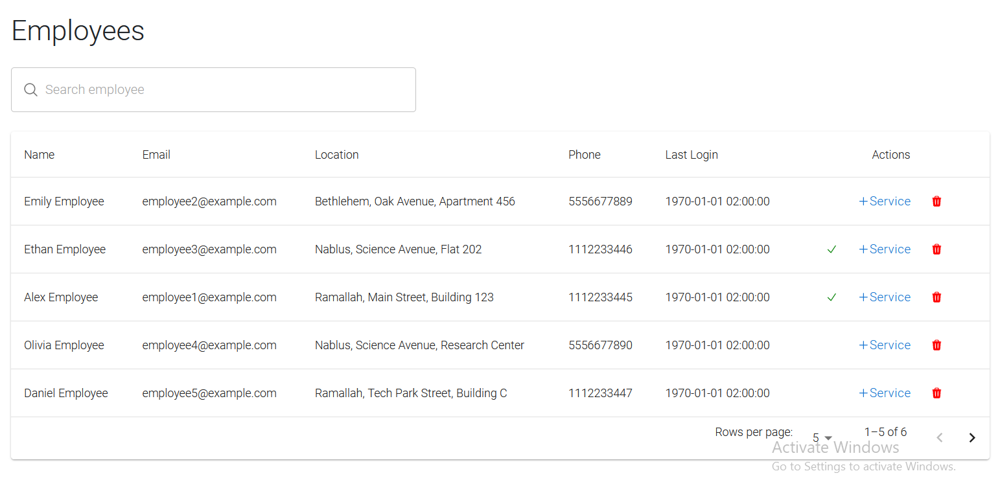 Employees
Search employee
Name Email Location Phone Last Login Actions
Emily Employee employee2@example.com Bethlehem, Oak Avenue, Apartment 456 5556677889 1970-01-01 02:00:00 +Service
Ethan Employee employee3@example.com Nablus, Science Avenue, Flat 202 1112233446 1970-01-01 02:00:00 ✓ +Service
Alex Employee employee1@example.com Ramallah, Main Street, Building 123 1112233445 1970-01-01 02:00:00 ✓ +Service
Olivia Employee employee4@example.com Nablus, Science Avenue, Research Center 5556677890 1970-01-01 02:00:00 +Service
Daniel Employee employee5@example.com Ramallah, Tech Park Street, Building C 1112233447 1970-01-01 02:00:00 +Service
Rows per page: 5 1–5 of 6
Activate Windows
Go to Settings to activate Windows.